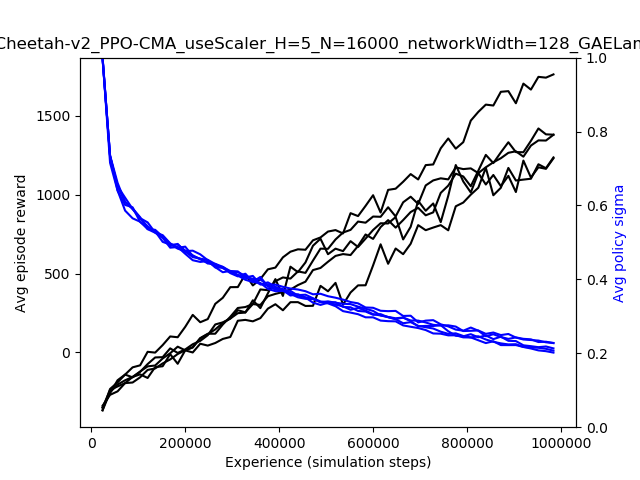 Cheetah-v2_PPO-CMA_useScaler_H=5_N=16000_networkWidth=128_GAELam
1500
1000
500
0
Avg episode reward
1.0
0.8
0.6
0.4
0.2
0.0
Avg policy sigma
0 200000 400000 600000 800000 1000000
Experience (simulation steps)